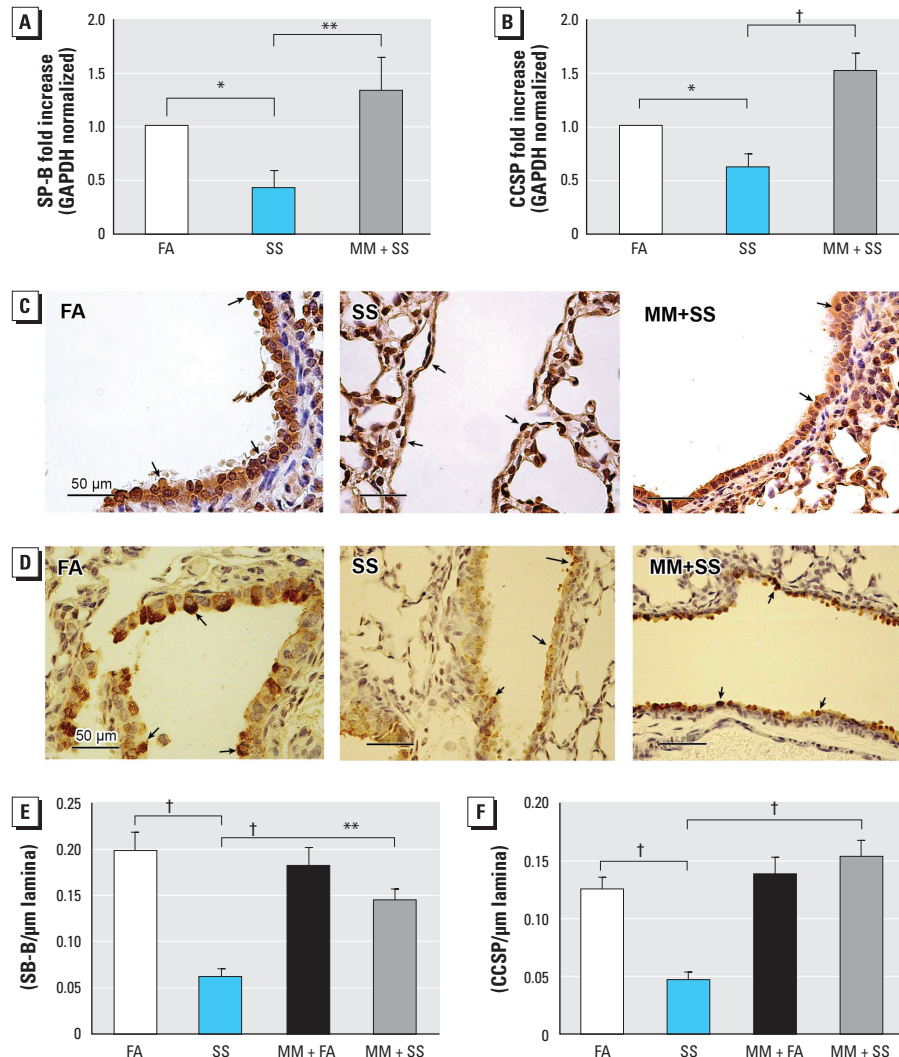 A
SP-B fold increase
(GAPDH normalized)
2.0
1.5
1.0
0.5
0
*
**
FA
SS
MM + SS
B
CCSP fold increase
(GAPDH normalized)
2.0
1.5
1.0
0.5
0
*
†
FA
SS
MM + SS
C
FA
50 µm
SS
MM+SS
D
FA
50 µm
SS
MM+SS
E
(SB-B/µm lamina)
0.25
0.20
0.15
0.10
0.05
0
†
†
**
FA
SS
MM + FA
MM + SS
F
(CCSP/µm lamina)
0.20
0.15
0.10
0.05
0
†
†
FA
SS
MM + FA
MM + SS